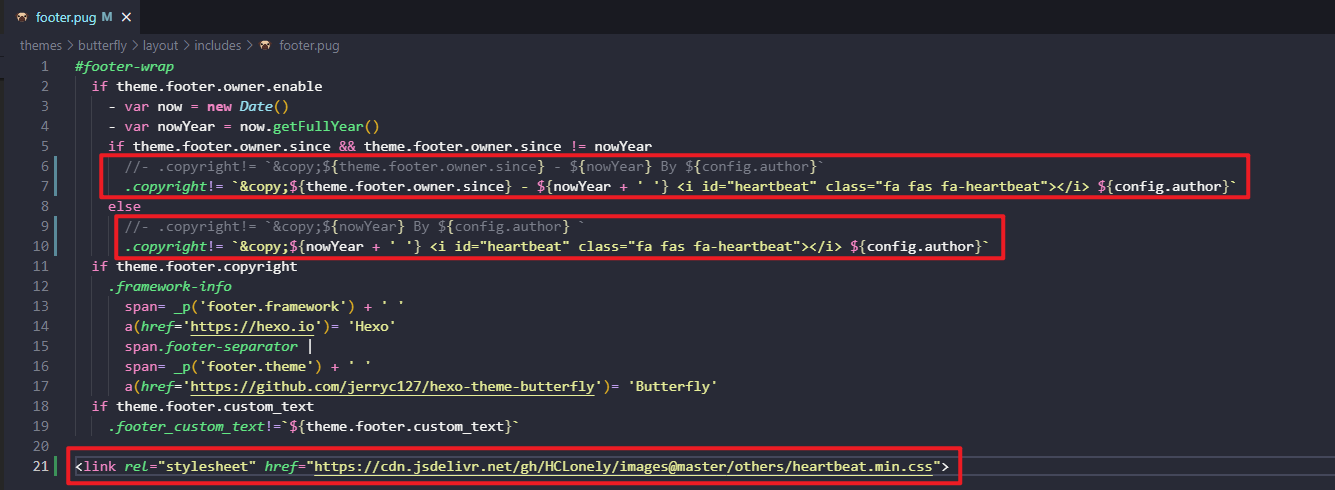 footer.pug M ×
themes > butterfly > layout > includes > footer.pug
1 #footer-wrap
2 if theme.footer.owner.enable
3 - var now = new Date()
4 - var nowYear = now.getFullYear()
5 if theme.footer.owner.since && theme.footer.owner.since != nowYear
6 //- .copyright!= `&copy;${theme.footer.owner.since} - ${nowYear} By ${config.author}`
7 .copyright!= `&copy;${theme.footer.owner.since} - ${nowYear + ' '} <i id="heartbeat" class="fa fas fa-heartbeat"></i> ${config.author}`
8 else
9 //- .copyright!= `&copy;${nowYear} By ${config.author} `
10 .copyright!= `&copy;${nowYear + ' '} <i id="heartbeat" class="fa fas fa-heartbeat"></i> ${config.author}`
11 if theme.footer.copyright
12 .framework-info
13 span= _p('footer.framework') + ' '
14 a(href='https://hexo.io')= 'Hexo'
15 span.footer-separator |
16 span= _p('footer.theme') + ' '
17 a(href='https://github.com/jerryc127/hexo-theme-butterfly')= 'Butterfly'
18 if theme.footer.custom_text
19 .footer_custom_text!=`${theme.footer.custom_text}`
20
21 <link rel="stylesheet" href="https://cdn.jsdelivr.net/gh/HCLonely/images@master/others/heartbeat.min.css">